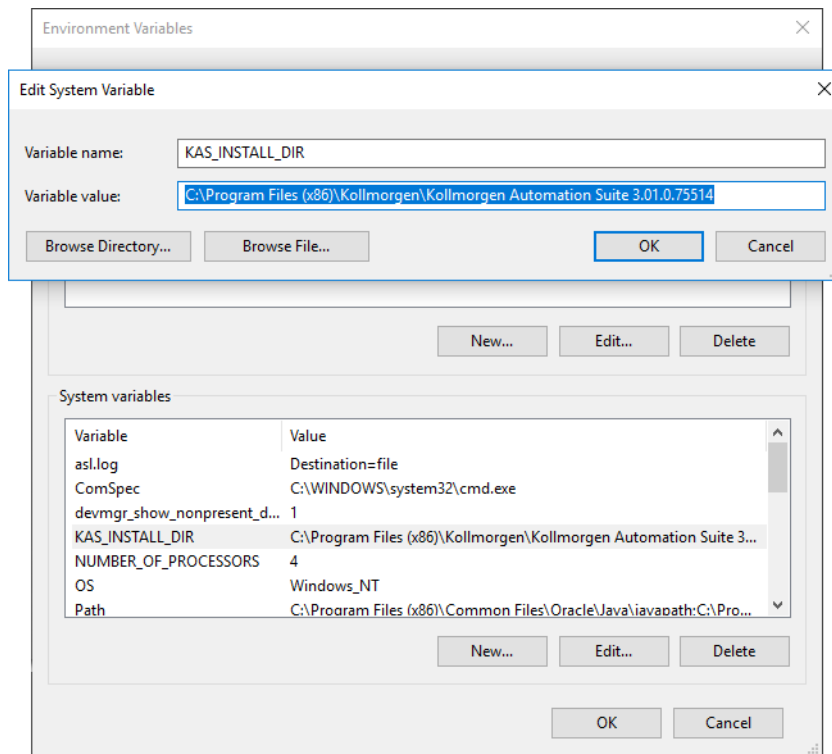 Environment Variables
Edit System Variable
Variable name: KAS_INSTALL_DIR
Variable value: C:\Program Files (x86)\Kollmorgen\Kollmorgen Automation Suite 3.01.0.75514
Browse Directory... Browse File... OK Cancel
New... Edit... Delete
System variables
Variable Value
asl.log Destination=file
ComSpec C:\WINDOWS\system32\cmd.exe
devmgr_show_nonpresent_d... 1
KAS_INSTALL_DIR C:\Program Files (x86)\Kollmorgen\Kollmorgen Automation Suite 3...
NUMBER_OF_PROCESSORS 4
OS Windows_NT
Path C:\Program Files (x86)\Common Files\Oracle\Java\javapath;C:\Pro...
New... Edit... Delete
OK Cancel